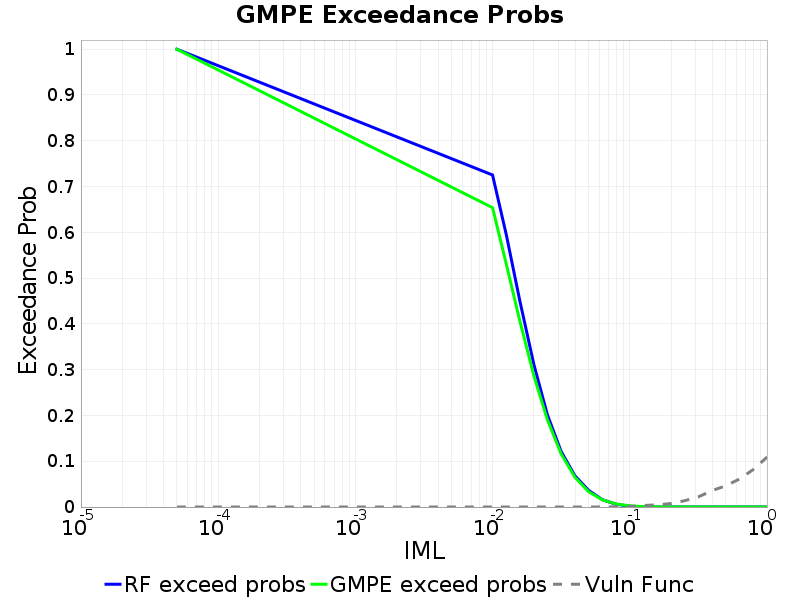 GMPE Exceedance Probs
Exceedance Prob
1
0.9
0.8
0.7
0.6
0.5
0.4
0.3
0.2
0.1
0
10^-5 10^-4 10^-3 10^-2 10^-1 10^0
IML
RF exceed probs GMPE exceed probs Vuln Func